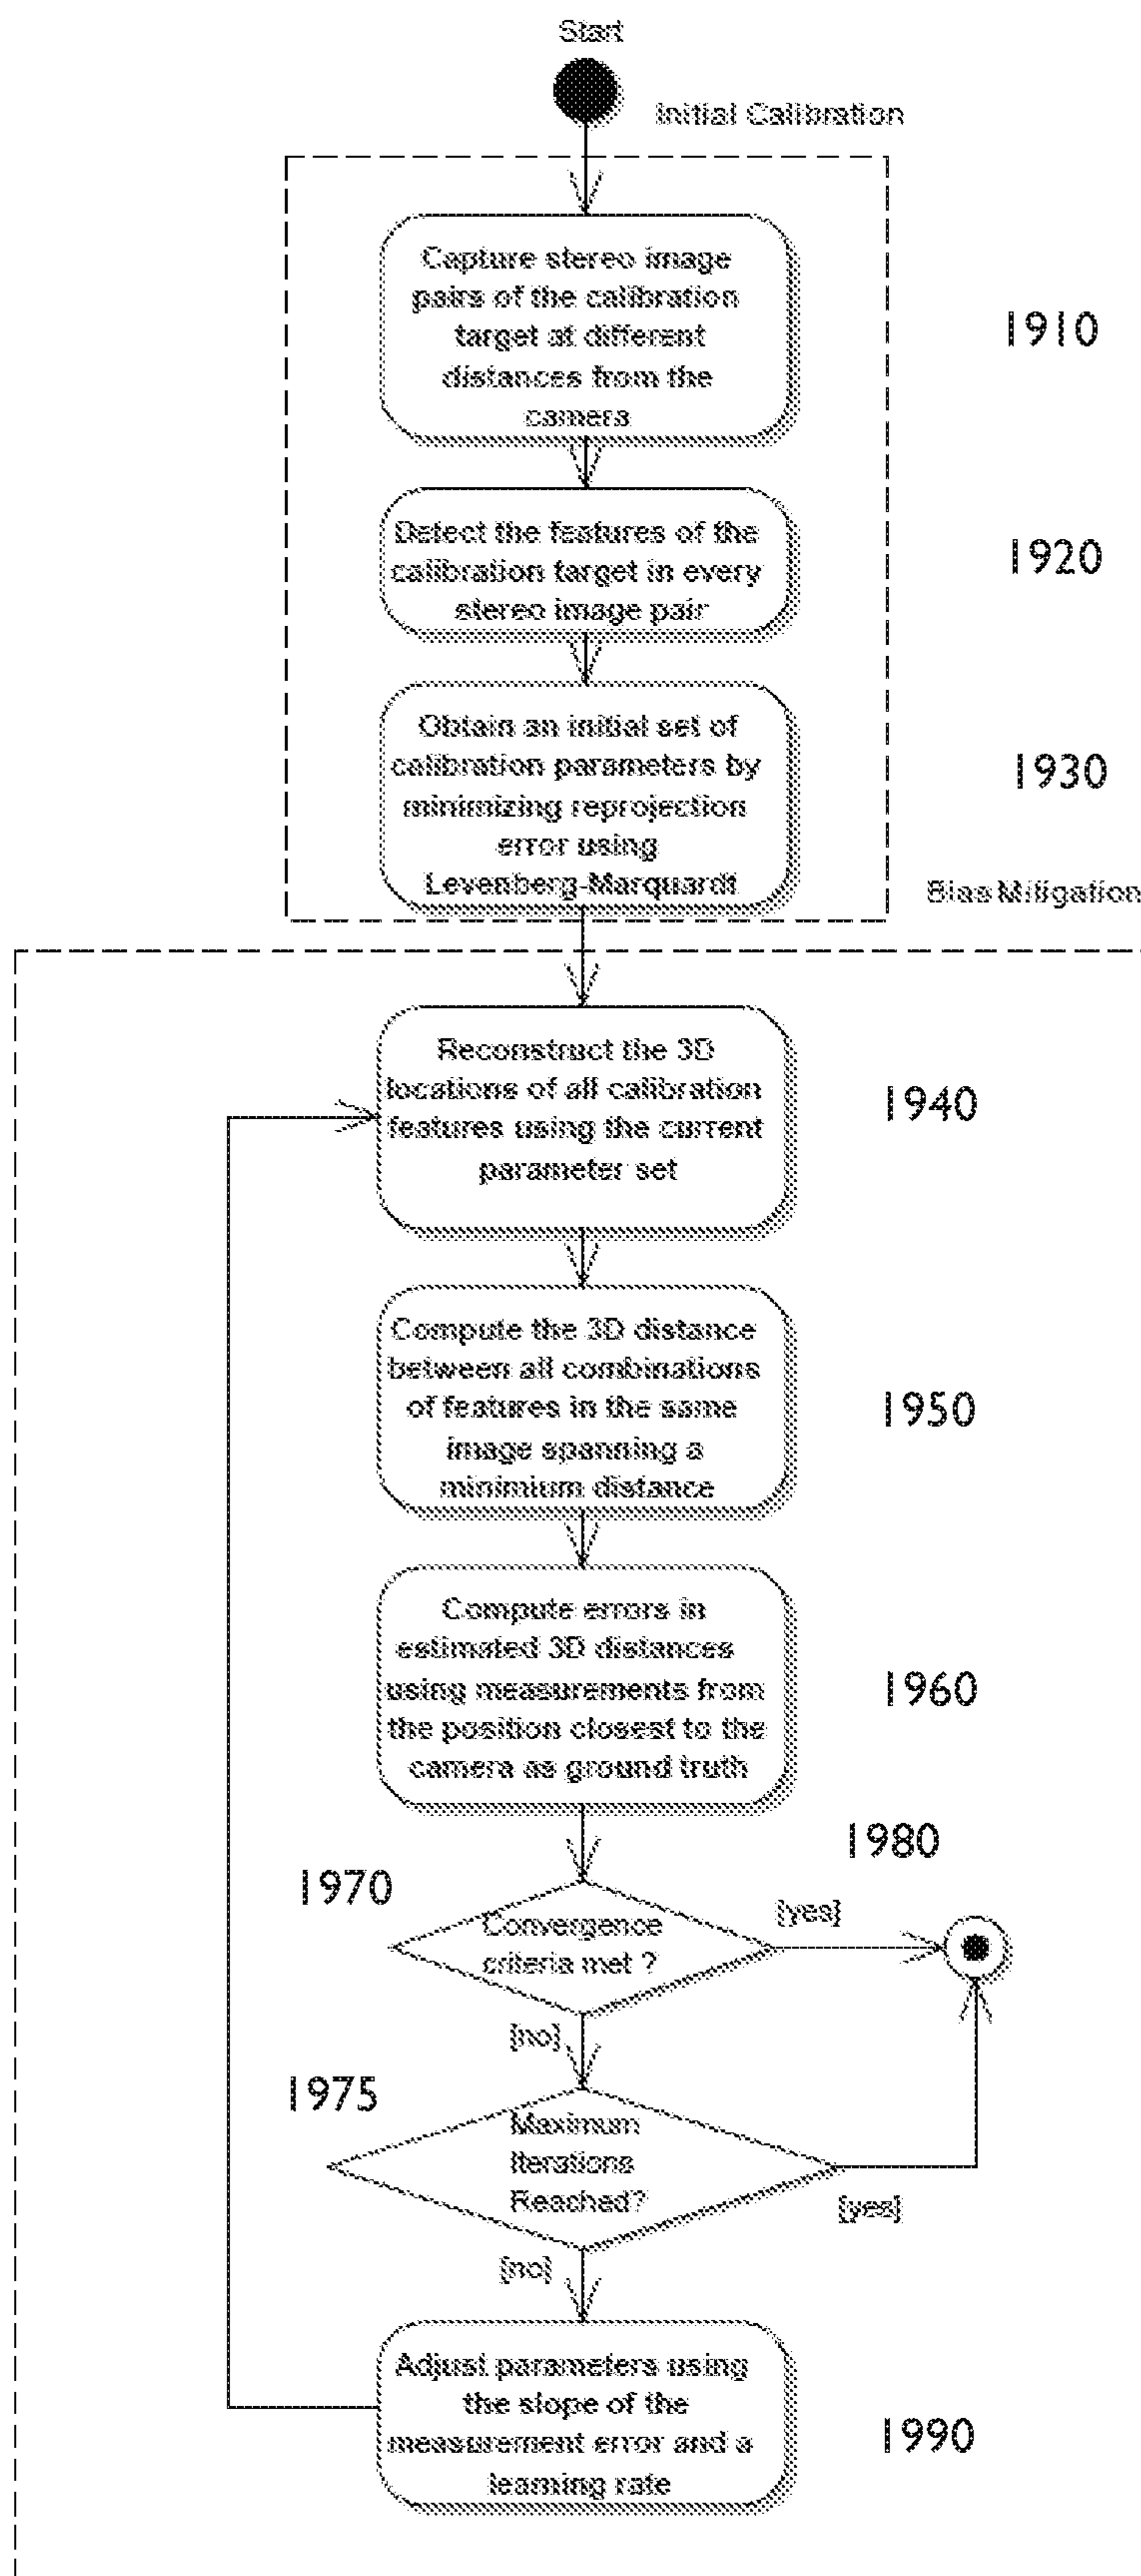 Start
Initial Calibration
Capture stereo image
pairs of the calibration
target at different
distances from the
camera
1910
Detect the features of the
calibration target in every
stereo image pair
1920
Obtain an initial set of
calibration parameters by
minimizing reprojection
error using
Levenberg-Marquardt
1930
Bias Mitigation
Reconstruct the 3D
locations of all calibration
features using the current
parameter set
1940
Compute the 3D distance
between all combinations
of features in the same
image spanning a
minimium distance
1950
Compute errors in
estimated 3D distances
using measurements from
the position closest to the
camera as ground truth
1960
1980
1970
Convergence
criteria met ?
[yes]
[no]
1975
Maximum
Iterations
Reached?
[yes]
[no]
Adjust parameters using
the slope of the
measurement error and a
learning rate
1990